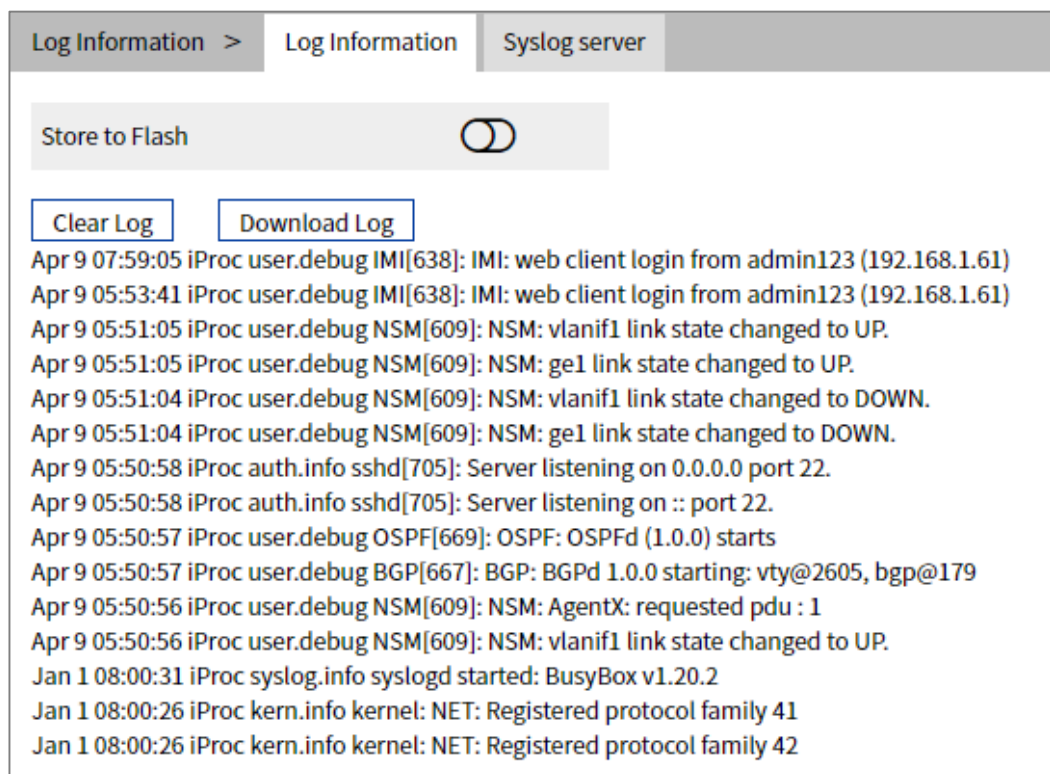 Log Information > Log Information Syslog server
Store to Flash
Clear Log Download Log
Apr 9 07:59:05 iProc user.debug IMI[638]: IMI: web client login from admin123 (192.168.1.61)
Apr 9 05:53:41 iProc user.debug IMI[638]: IMI: web client login from admin123 (192.168.1.61)
Apr 9 05:51:05 iProc user.debug NSM[609]: NSM: vlanif1 link state changed to UP.
Apr 9 05:51:05 iProc user.debug NSM[609]: NSM: ge1 link state changed to UP.
Apr 9 05:51:04 iProc user.debug NSM[609]: NSM: vlanif1 link state changed to DOWN.
Apr 9 05:51:04 iProc user.debug NSM[609]: NSM: ge1 link state changed to DOWN.
Apr 9 05:50:58 iProc auth.info sshd[705]: Server listening on 0.0.0.0 port 22.
Apr 9 05:50:58 iProc auth.info sshd[705]: Server listening on :: port 22.
Apr 9 05:50:57 iProc user.debug OSPF[669]: OSPF: OSPFd (1.0.0) starts
Apr 9 05:50:57 iProc user.debug BGP[667]: BGP: BGPd 1.0.0 starting: vty@2605, bgp@179
Apr 9 05:50:56 iProc user.debug NSM[609]: NSM: AgentX: requested pdu : 1
Apr 9 05:50:56 iProc user.debug NSM[609]: NSM: vlanif1 link state changed to UP.
Jan 1 08:00:31 iProc syslog.info syslogd started: BusyBox v1.20.2
Jan 1 08:00:26 iProc kern.info kernel: NET: Registered protocol family 41
Jan 1 08:00:26 iProc kern.info kernel: NET: Registered protocol family 42